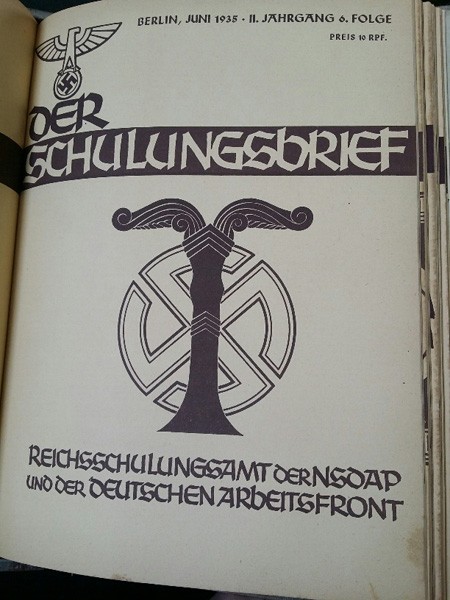 BERLIN, JUNI 1935 · II. JAHRGANG 6. FOLGE
PREIS 10 RPF.
DER
SCHULUNGSBRIEF
REICHSSCHULUNGSAMT DER NSDAP
UND DER DEUTSCHEN ARBEITSFRONT